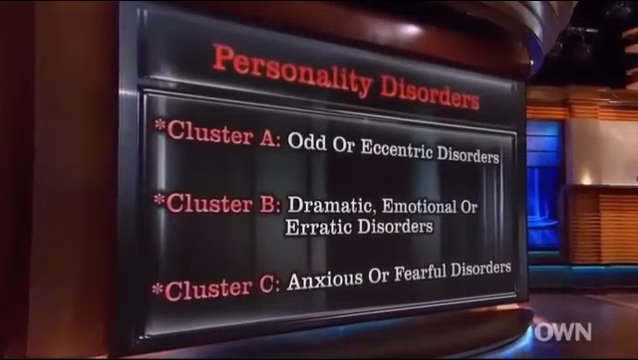 Personality Disorders
*Cluster A: Odd Or Eccentric Disorders
*Cluster B: Dramatic, Emotional Or
Erratic Disorders
*Cluster C: Anxious Or Fearful Disorders
OWN